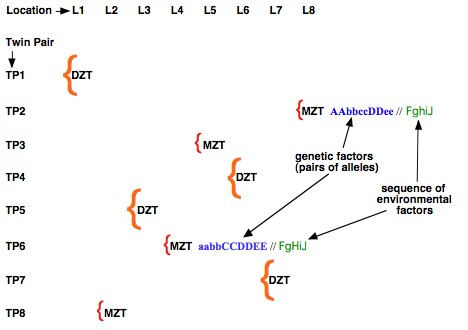 Location → L1 L2 L3 L4 L5 L6 L7 L8
Twin Pair
TP1 { DZT
TP2 { MZT AAbbccDDee // FghiJ
TP3 { MZT
genetic factors
(pairs of alleles)
TP4 { DZT
sequence of
environmental
factors
TP5 { DZT
TP6 { MZT aabbCCDDEE // FgHiJ
TP7 { DZT
TP8 { MZT